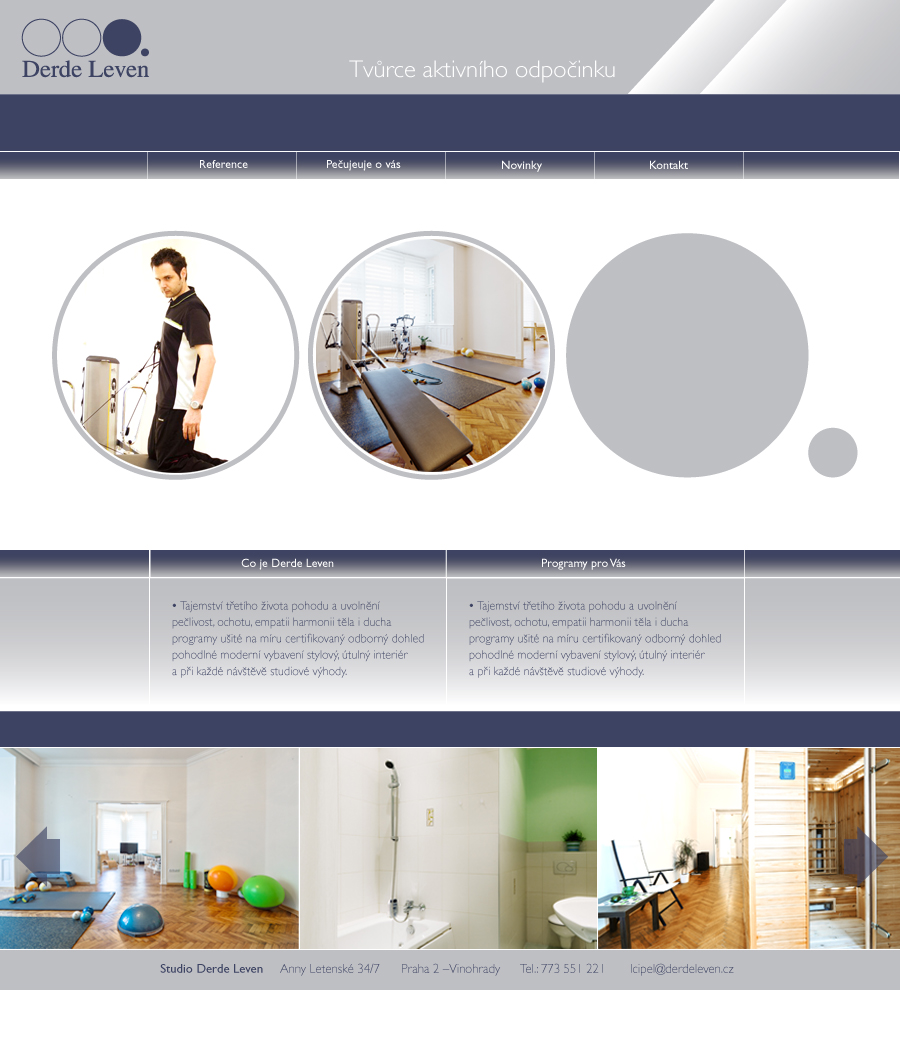 Derde Leven
Tvůrce aktivního odpočinku
Reference
Pečujeuje o vás
Novinky
Kontakt
Co je Derde Leven
Programy pro Vás
• Tajemství třetího života pohodu a uvolnění
pečlivost, ochotu, empatii harmonii těla i ducha
programy ušité na míru certifikovaný odborný dohled
pohodlné moderní vybavení stylový, útulný interiér
a při každé návštěvě studiové výhody.
• Tajemství třetího života pohodu a uvolnění
pečlivost, ochotu, empatii harmonii těla i ducha
programy ušité na míru certifikovaný odborný dohled
pohodlné moderní vybavení stylový, útulný interiér
a při každé návštěvě studiové výhody.
Studio Derde Leven Anny Letenské 34/7 Praha 2 –Vinohrady Tel.: 773 551 221 lcipel@derdeleven.cz